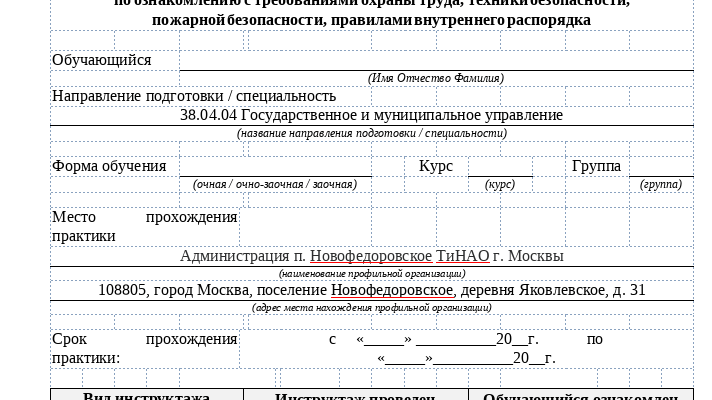 по ознакомлению с требованиями охраны труда, техники безопасности,
пожарной безопасности, правилами внутреннего распорядка
Обучающийся
(Имя Отчество Фамилия)
Направление подготовки / специальность
38.04.04 Государственное и муниципальное управление
(название направления подготовки / специальности)
Форма обучения Курс Группа
(очная / очно-заочная / заочная) (курс) (группа)
Место прохождения
практики
Администрация п. Новофедоровское ТиНАО г. Москвы
(наименование профильной организации)
108805, город Москва, поселение Новофедоровское, деревня Яковлевское, д. 31
(адрес места нахождения профильной организации)
Срок прохождения с «_____» __________20__г. по
практики: «_____»__________20__г.
Вид инструктажа Инструктаж проведен Обучающийся ознакомлен